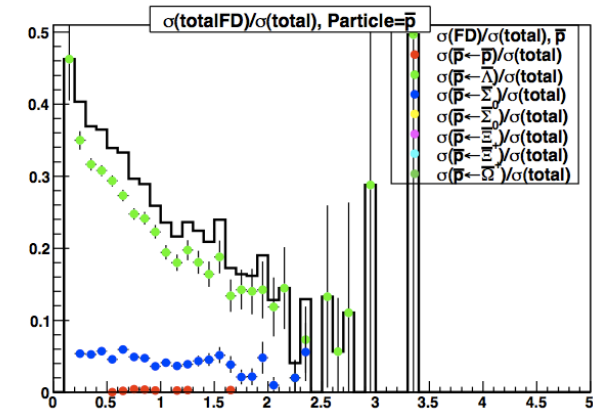 σ(totalFD)/σ(total), Particle=p̅
σ(FD)/σ(total), p̅
σ(p̅←p̅)/σ(total)
σ(p̅←Λ̅)/σ(total)
σ(p̅←Σ̅₀)/σ(total)
σ(p̅←Σ̅₀)/σ(total)
σ(p̅←Ξ̅₊)/σ(total)
σ(p̅←Ξ̅₊)/σ(total)
σ(p̅←Ω̅⁺)/σ(total)
0.5
0.4
0.3
0.2
0.1
0
0 0.5 1 1.5 2 2.5 3 3.5 4 4.5 5